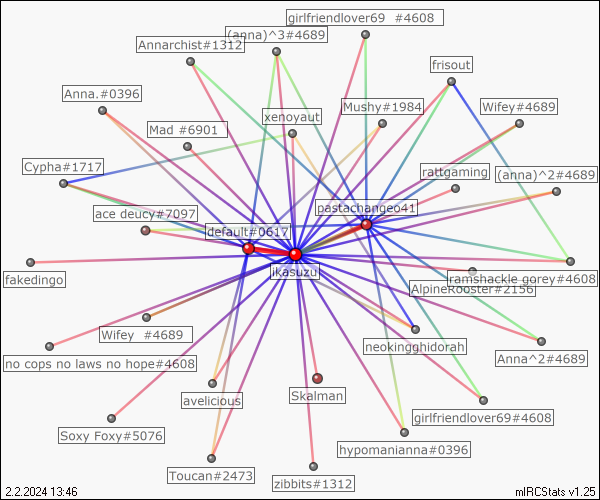 girlfriendlover69 #4608
(anna)^3#4689
Annarchist#1312
frisout
Anna.#0396
Mushy#1984
Wifey#4689
xenoyaut
Mad #6901
Cypha#1717
rattgaming
(anna)^2#4689
pastachangeo41
ace deucy#7097
default#0617
ikasuzu
fakedingo
ramshackle gorey#4608
AlpineRooster#2156
Wifey #4689
neokingghidorah
no cops no laws no hope#4608
Anna^2#4689
avelicious
Skalman
girlfriendlover69#4608
Soxy Foxy#5076
hypomanianna#0396
Toucan#2473
zibbits#1312
2.2.2024 13:46
mIRCStats v1.25